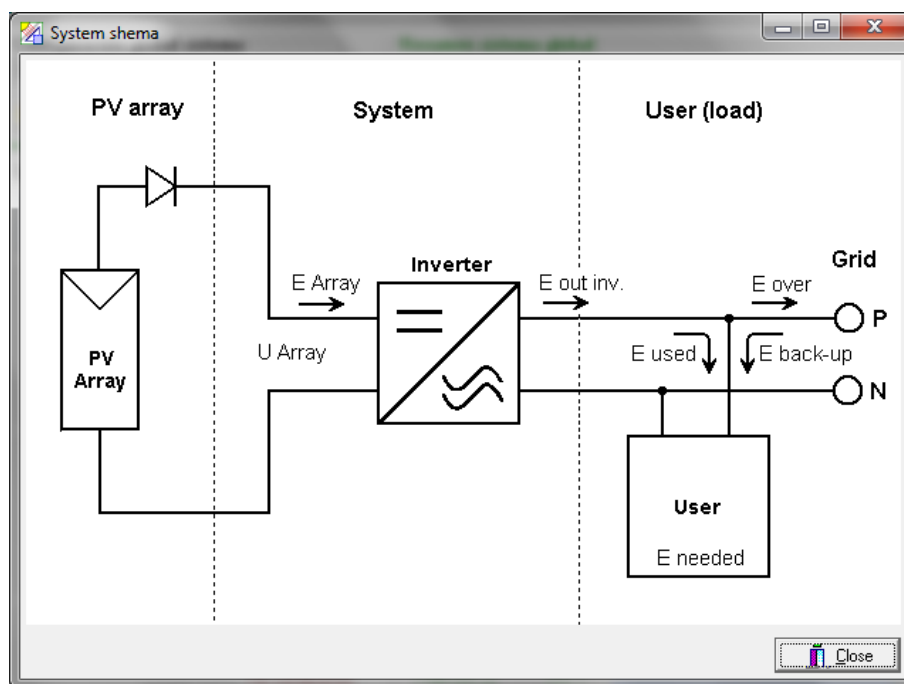 System shema
PV array
System
User (load)
Inverter
Grid
E Array
E out inv.
E over
P
U Array
E used
E back-up
PV
Array
N
User
E needed
Close